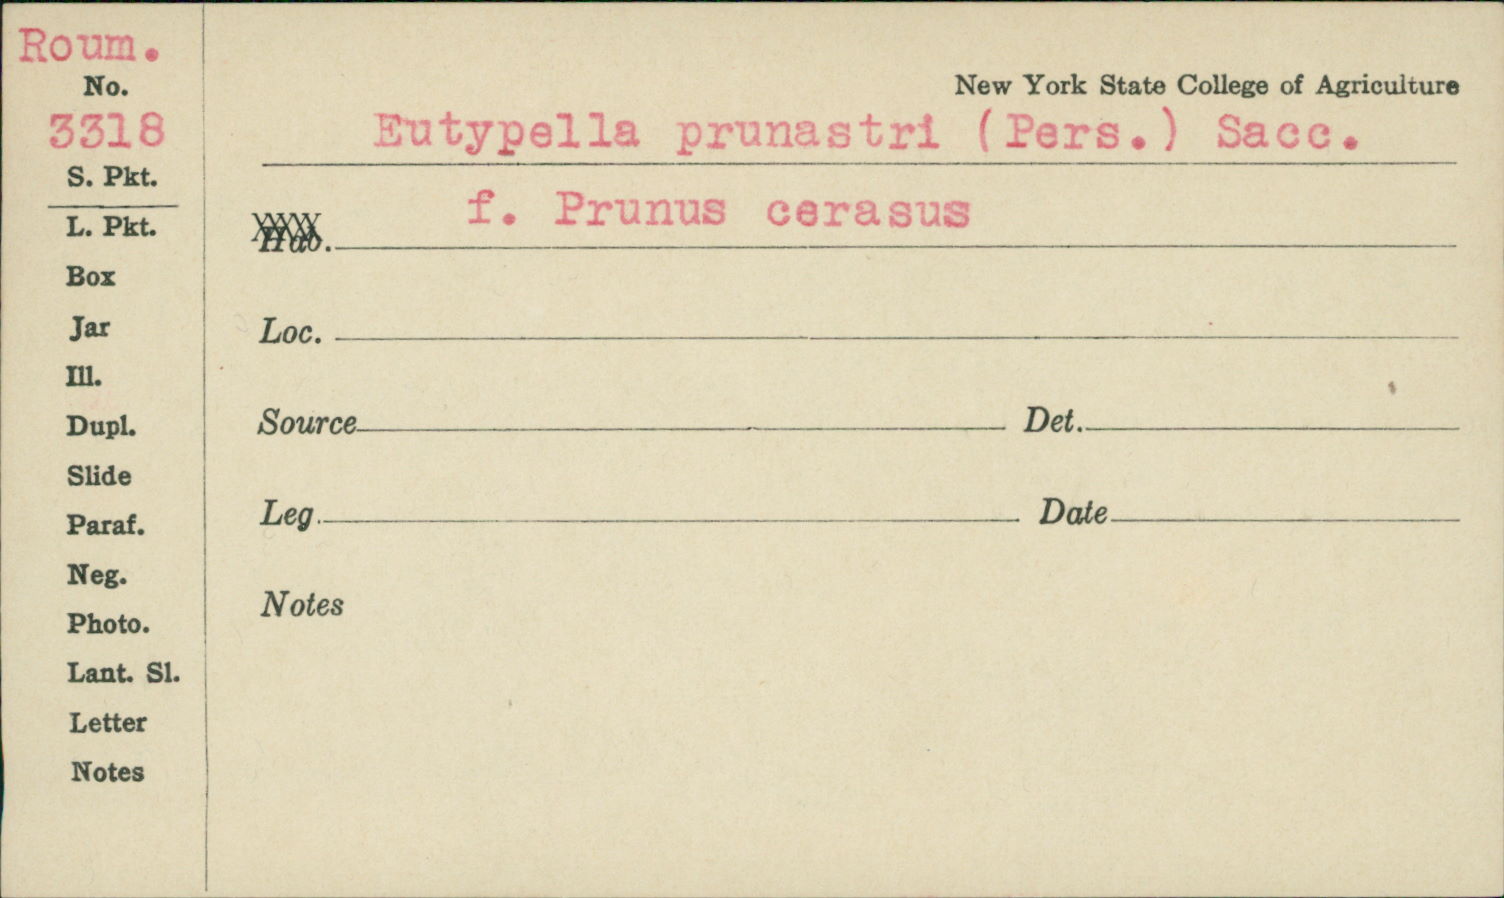 Roum.
No.
3318
S. Pkt.
L. Pkt.
Box
Jar
Ill.
Dupl.
Slide
Paraf.
Neg.
Photo.
Lant. Sl.
Letter
Notes
New York State College of Agriculture
Eutypella prunastri (Pers.) Sacc.
f. Prunus cerasus
Hab.
Loc.
Source Det.
Leg. Date
Notes